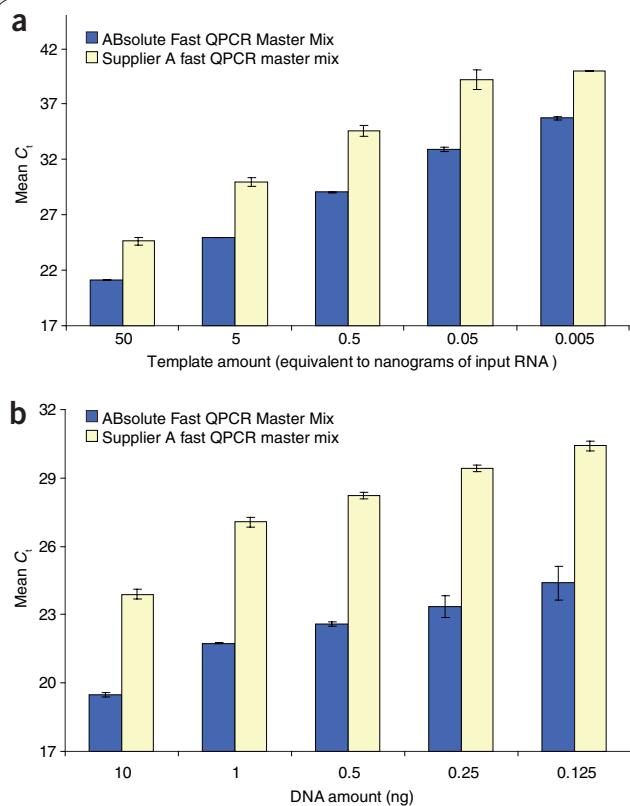 a
ABsolute Fast QPCR Master Mix
Supplier A fast QPCR master mix
42
37
32
27
22
17
Mean Ct
50 5 0.5 0.05 0.005
Template amount (equivalent to nanograms of input RNA )
b
ABsolute Fast QPCR Master Mix
Supplier A fast QPCR master mix
32
29
26
23
20
17
Mean Ct
10 1 0.5 0.25 0.125
DNA amount (ng)